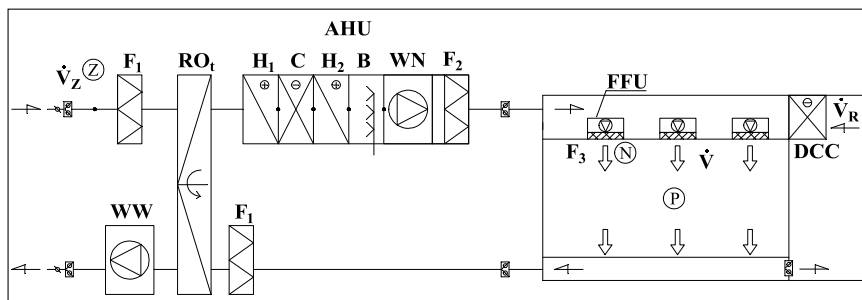 AHU
V̇Z Z F1 ROt H1 C H2 B WN F2
FFU
V̇R
F3 N V̇ DCC
P
WW F1